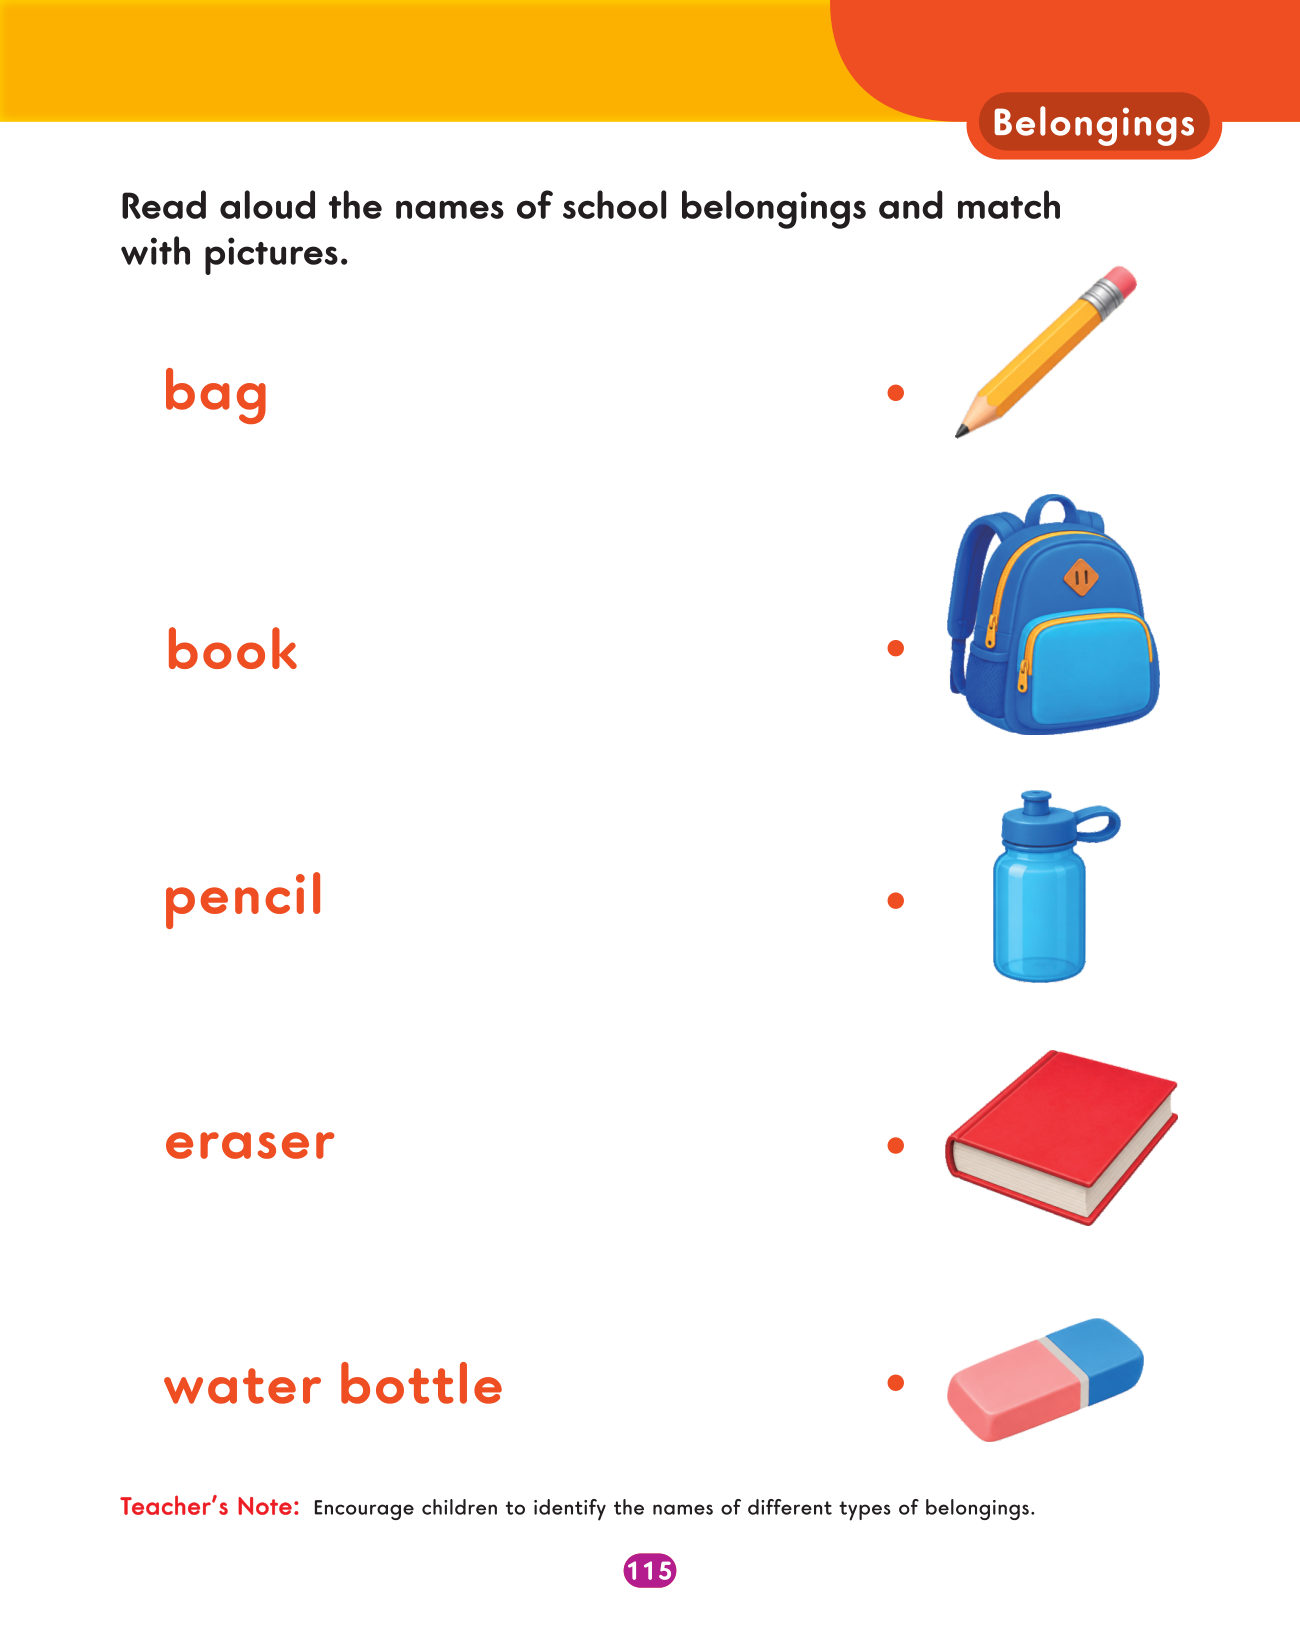 Belongings
Read aloud the names of school belongings and match
with pictures.
bag
book
pencil
eraser
water bottle
Teacher's Note: Encourage children to identify the names of different types of belongings.
115